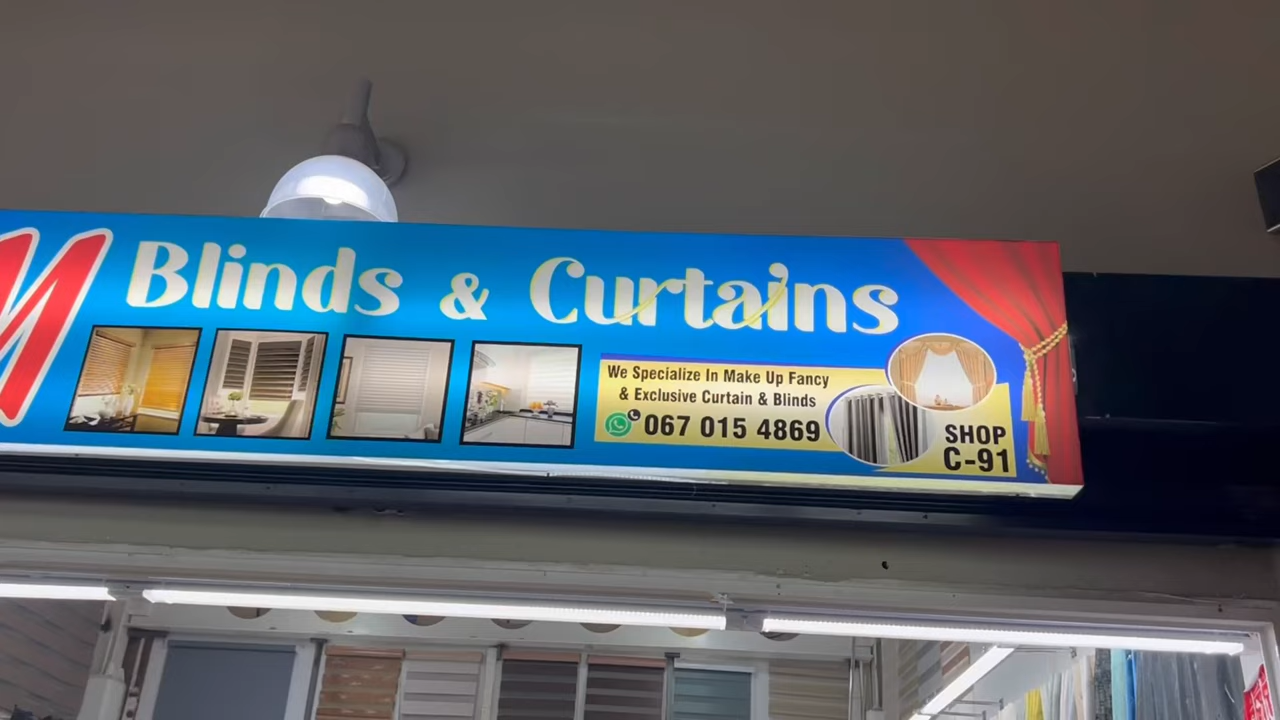 M Blinds & Curtains
We Specialize In Make Up Fancy
& Exclusive Curtain & Blinds
067 015 4869
SHOP
C-91